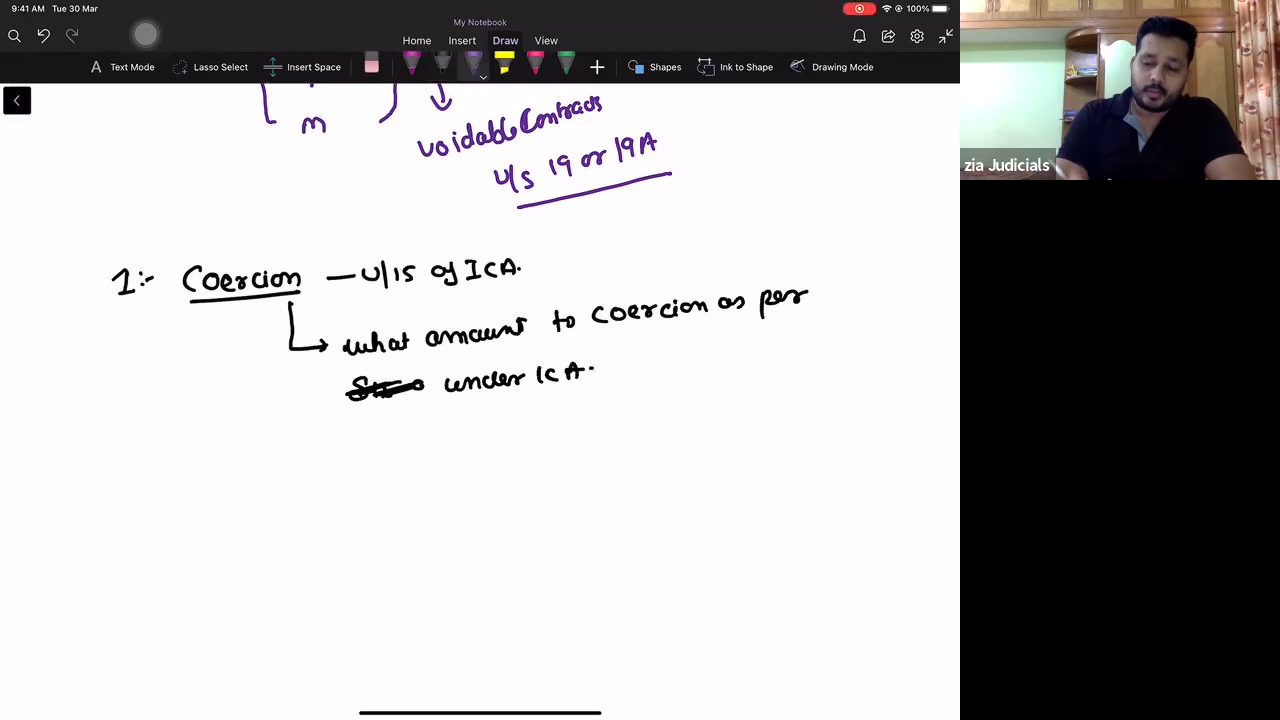 9:41 AM Tue 30 Mar
100%
My Notebook
Home Insert Draw View
A Text Mode Lasso Select Insert Space Shapes Ink to Shape Drawing Mode
m
voidable Contracts
u/s 19 or 19A
1:- Coercion — u/15 of ICA.
what amount to coercion as per
under ICA.
zia Judicials